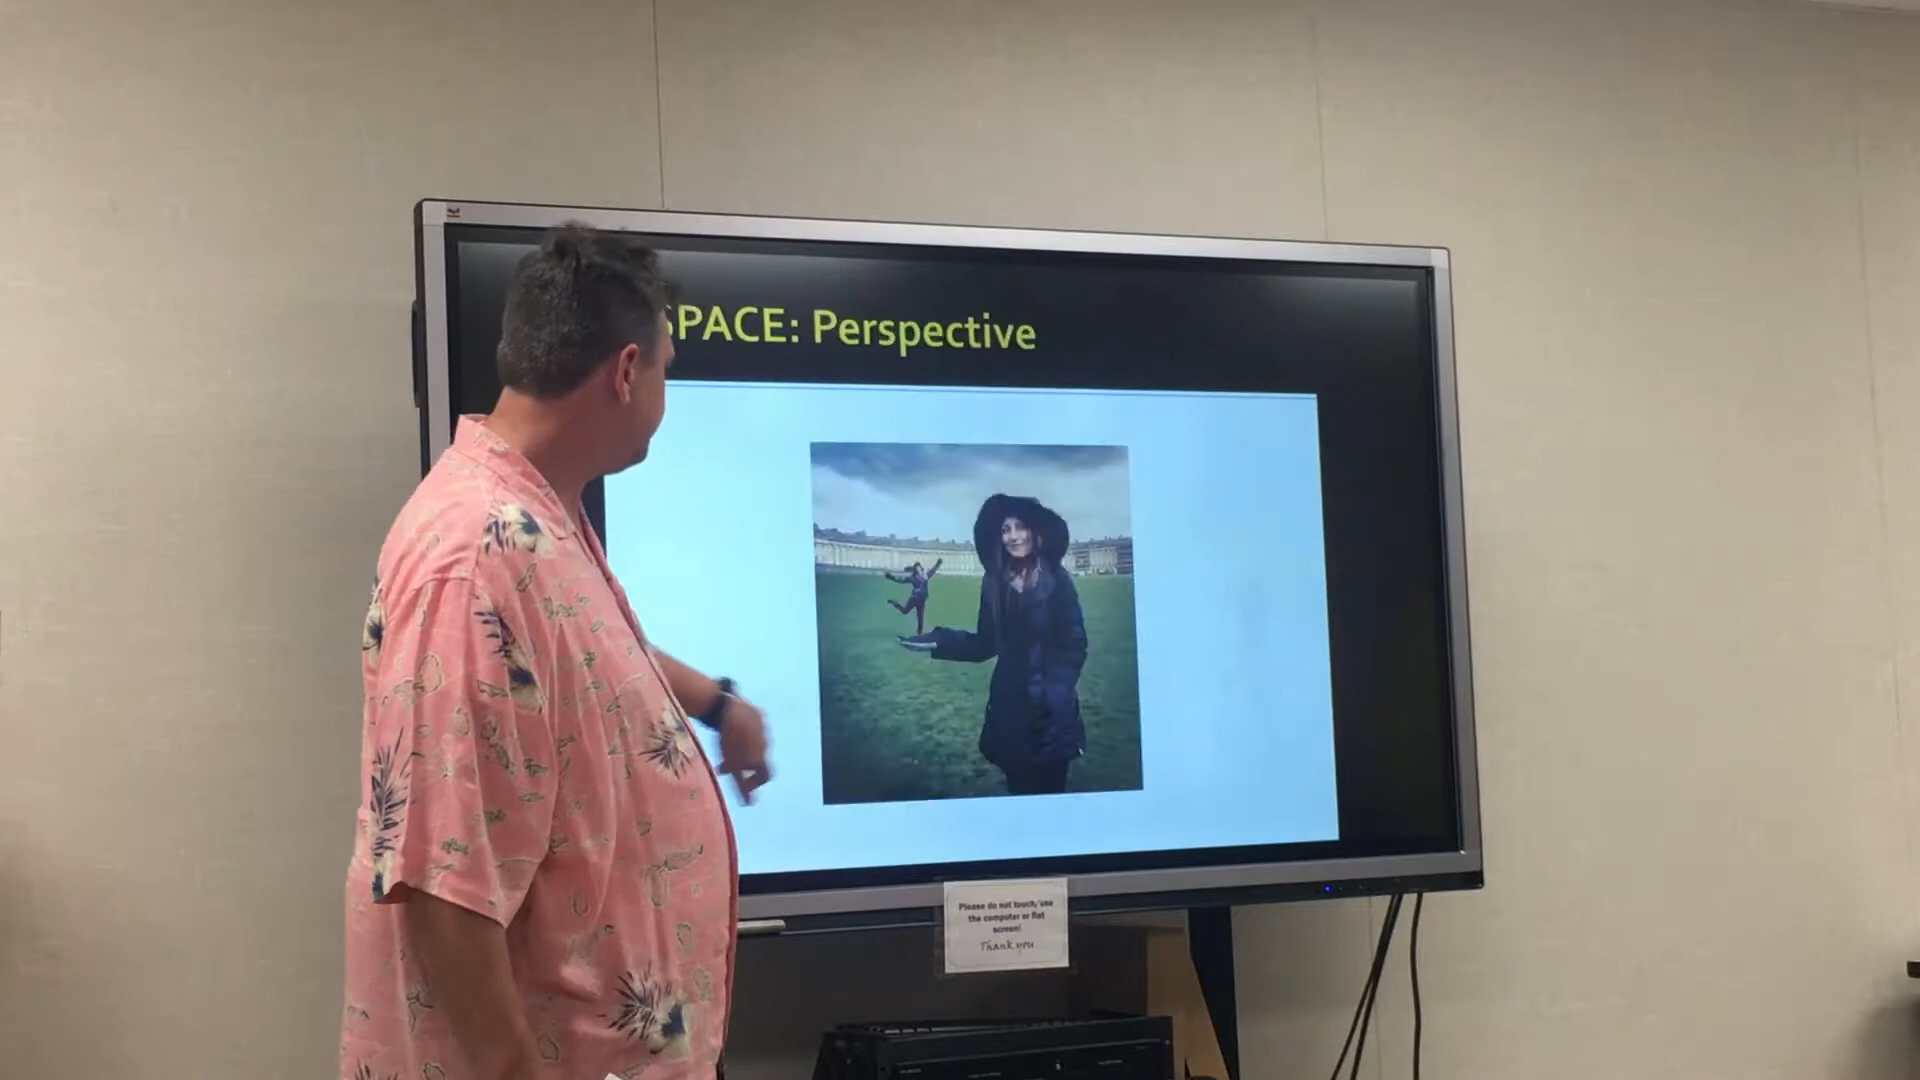 SPACE: Perspective
Please do not touch/use
the computer or flat
screen!
Thank you